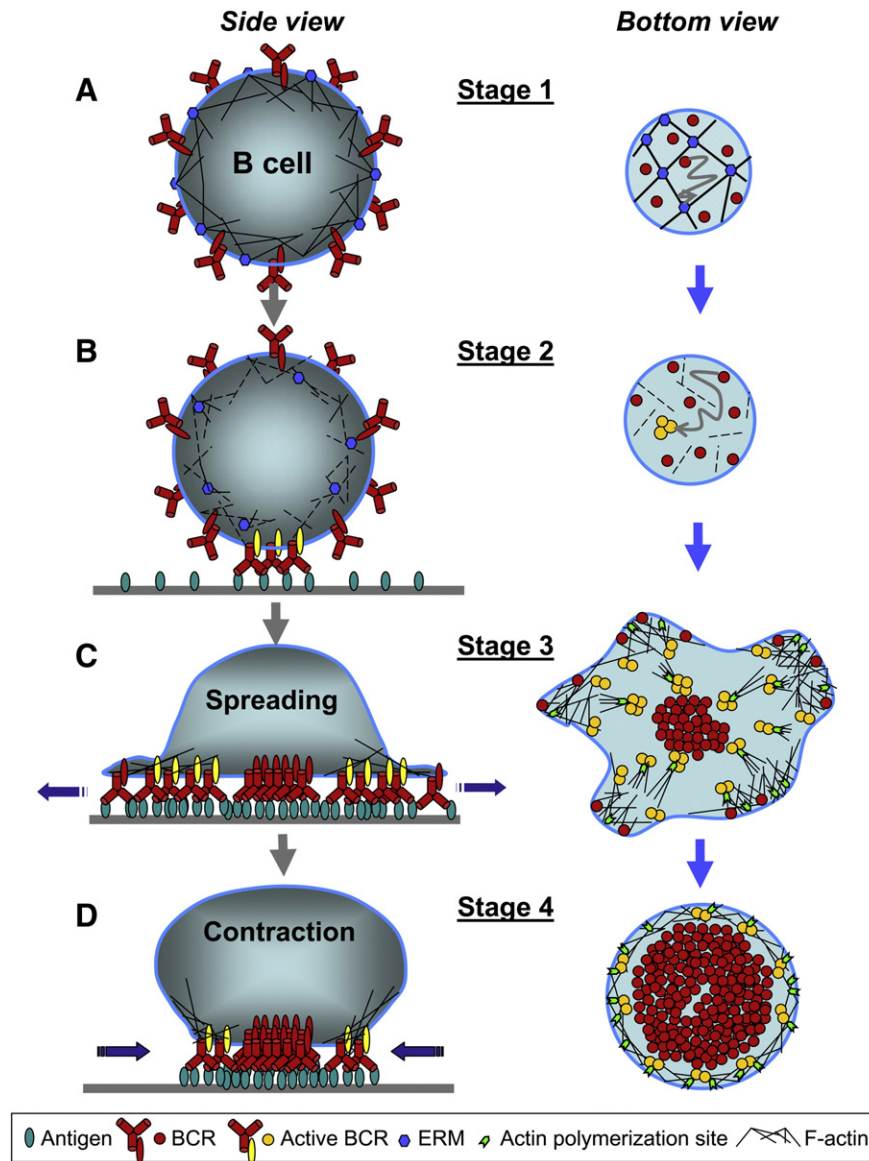 Side view
Bottom view
A
Stage 1
B cell
B
Stage 2
C
Stage 3
Spreading
D
Stage 4
Contraction
Antigen BCR Active BCR ERM Actin polymerization site F-actin